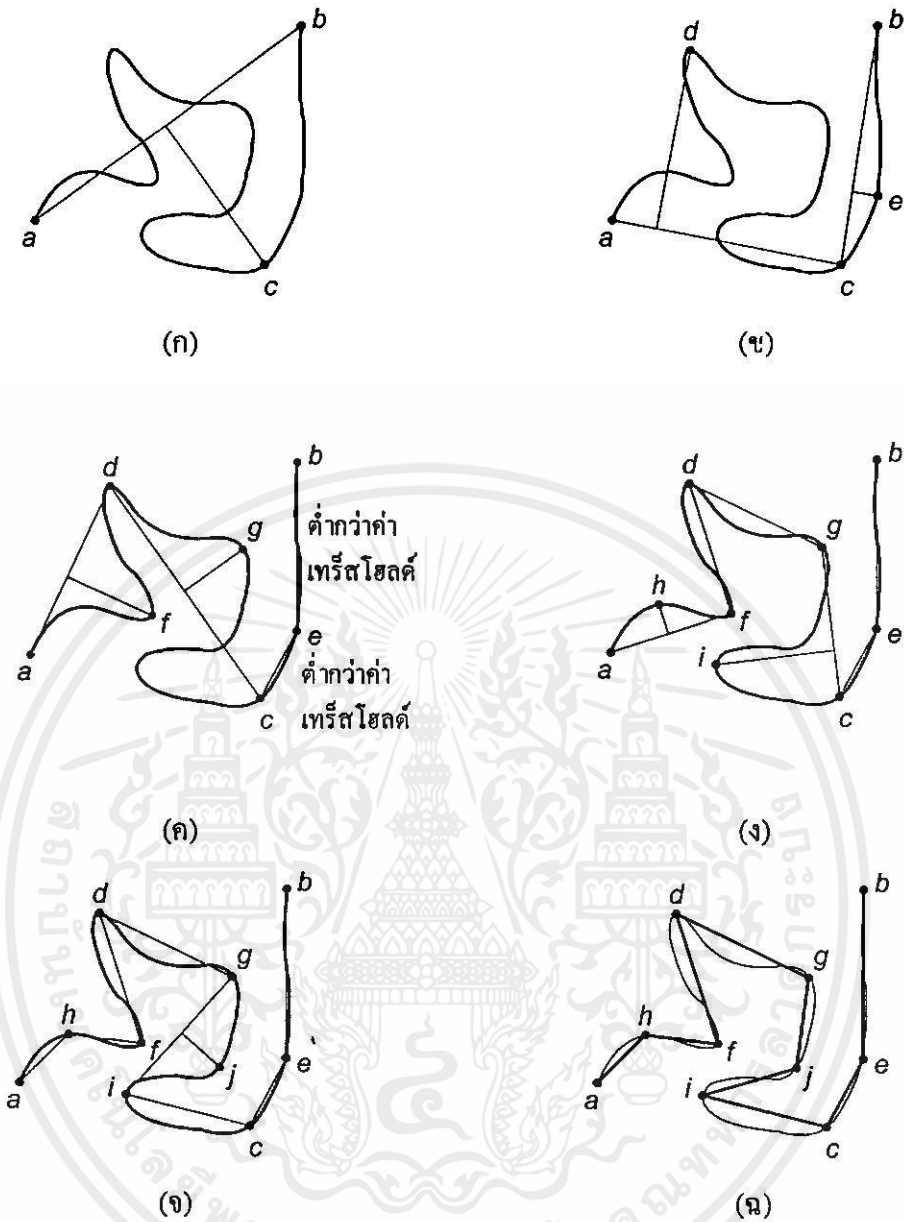 b
a
c
(ก)
d
b
a
e
c
(ข)
d
b
g
ต่ำกว่าค่า
เทร็สโฮลด์
f
e
a
ต่ำกว่าค่า
c เทร็สโฮลด์
(ค)
d
b
g
h
f
e
a
i
c
(ง)
d
b
g
h
f
e
a
i
j
c
(จ)
d
b
g
h
f
e
a
i
j
c
(ฉ)